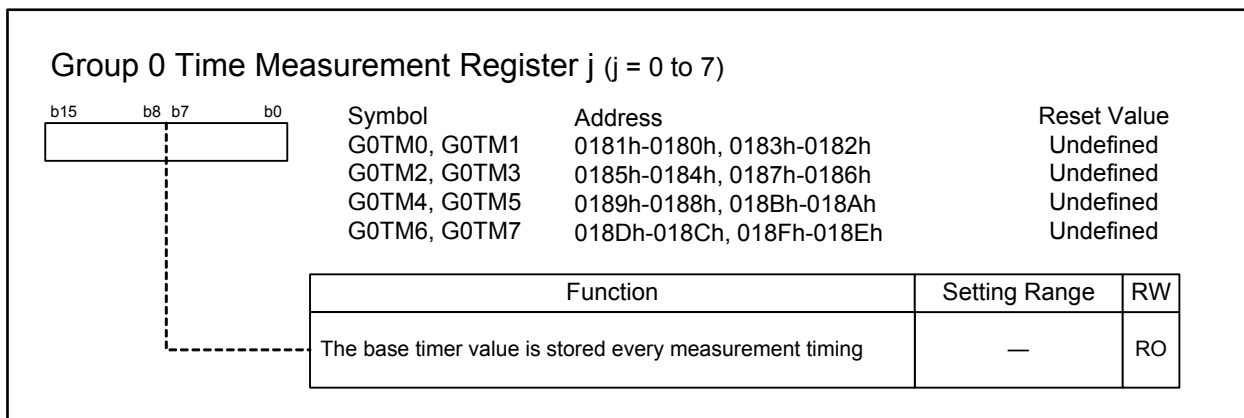 Group 0 Time Measurement Register j (j = 0 to 7)
b15 b8 b7 b0
Symbol Address Reset Value
G0TM0, G0TM1 0181h-0180h, 0183h-0182h Undefined
G0TM2, G0TM3 0185h-0184h, 0187h-0186h Undefined
G0TM4, G0TM5 0189h-0188h, 018Bh-018Ah Undefined
G0TM6, G0TM7 018Dh-018Ch, 018Fh-018Eh Undefined
Function Setting Range RW
The base timer value is stored every measurement timing — RO